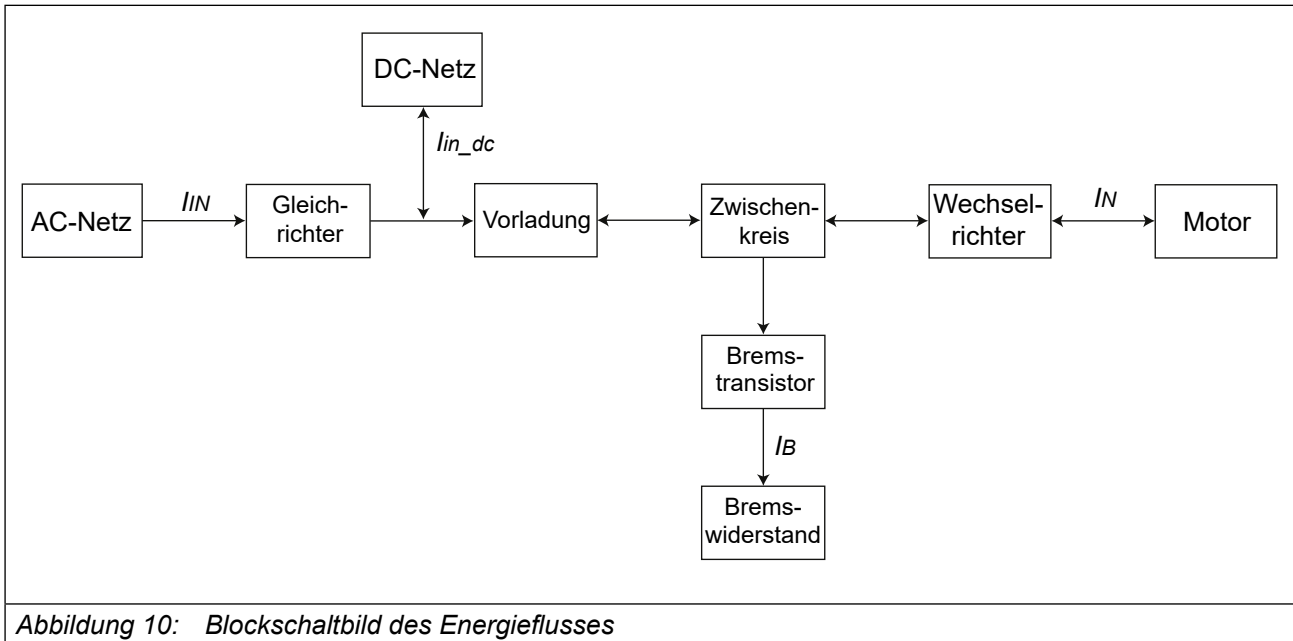 DC-Netz
Iin_dc
AC-Netz
IIN
Gleich-
richter
Vorladung
Zwischen-
kreis
Wechsel-
richter
IN
Motor
Brems-
transistor
IB
Brems-
widerstand
Abbildung 10: Blockschaltbild des Energieflusses